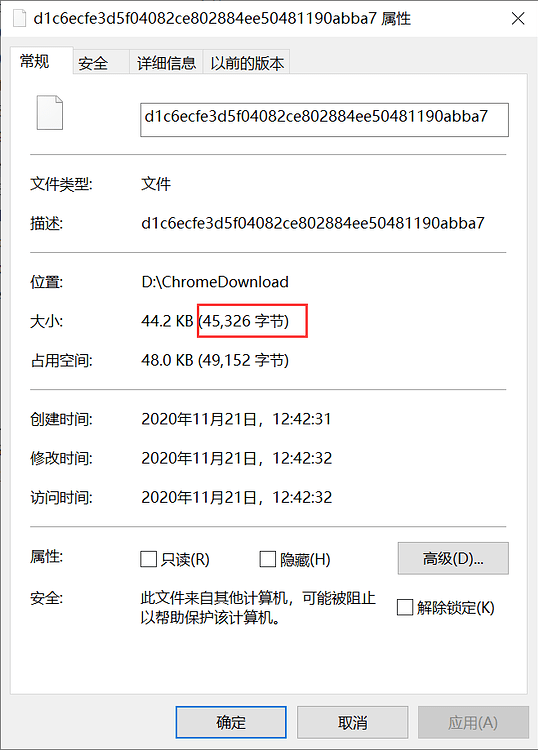 d1c6ecfe3d5f04082ce802884ee50481190abba7 属性
常规 安全 详细信息 以前的版本
d1c6ecfe3d5f04082ce802884ee50481190abba7
文件类型: 文件
描述: d1c6ecfe3d5f04082ce802884ee50481190abba7
位置: D:\ChromeDownload
大小: 44.2 KB (45,326 字节)
占用空间: 48.0 KB (49,152 字节)
创建时间: 2020年11月21日，12:42:31
修改时间: 2020年11月21日，12:42:32
访问时间: 2020年11月21日，12:42:32
属性: 只读(R) 隐藏(H) 高级(D)...
安全: 此文件来自其他计算机，可能被阻止
以帮助保护该计算机。 解除锁定(K)
确定 取消 应用(A)